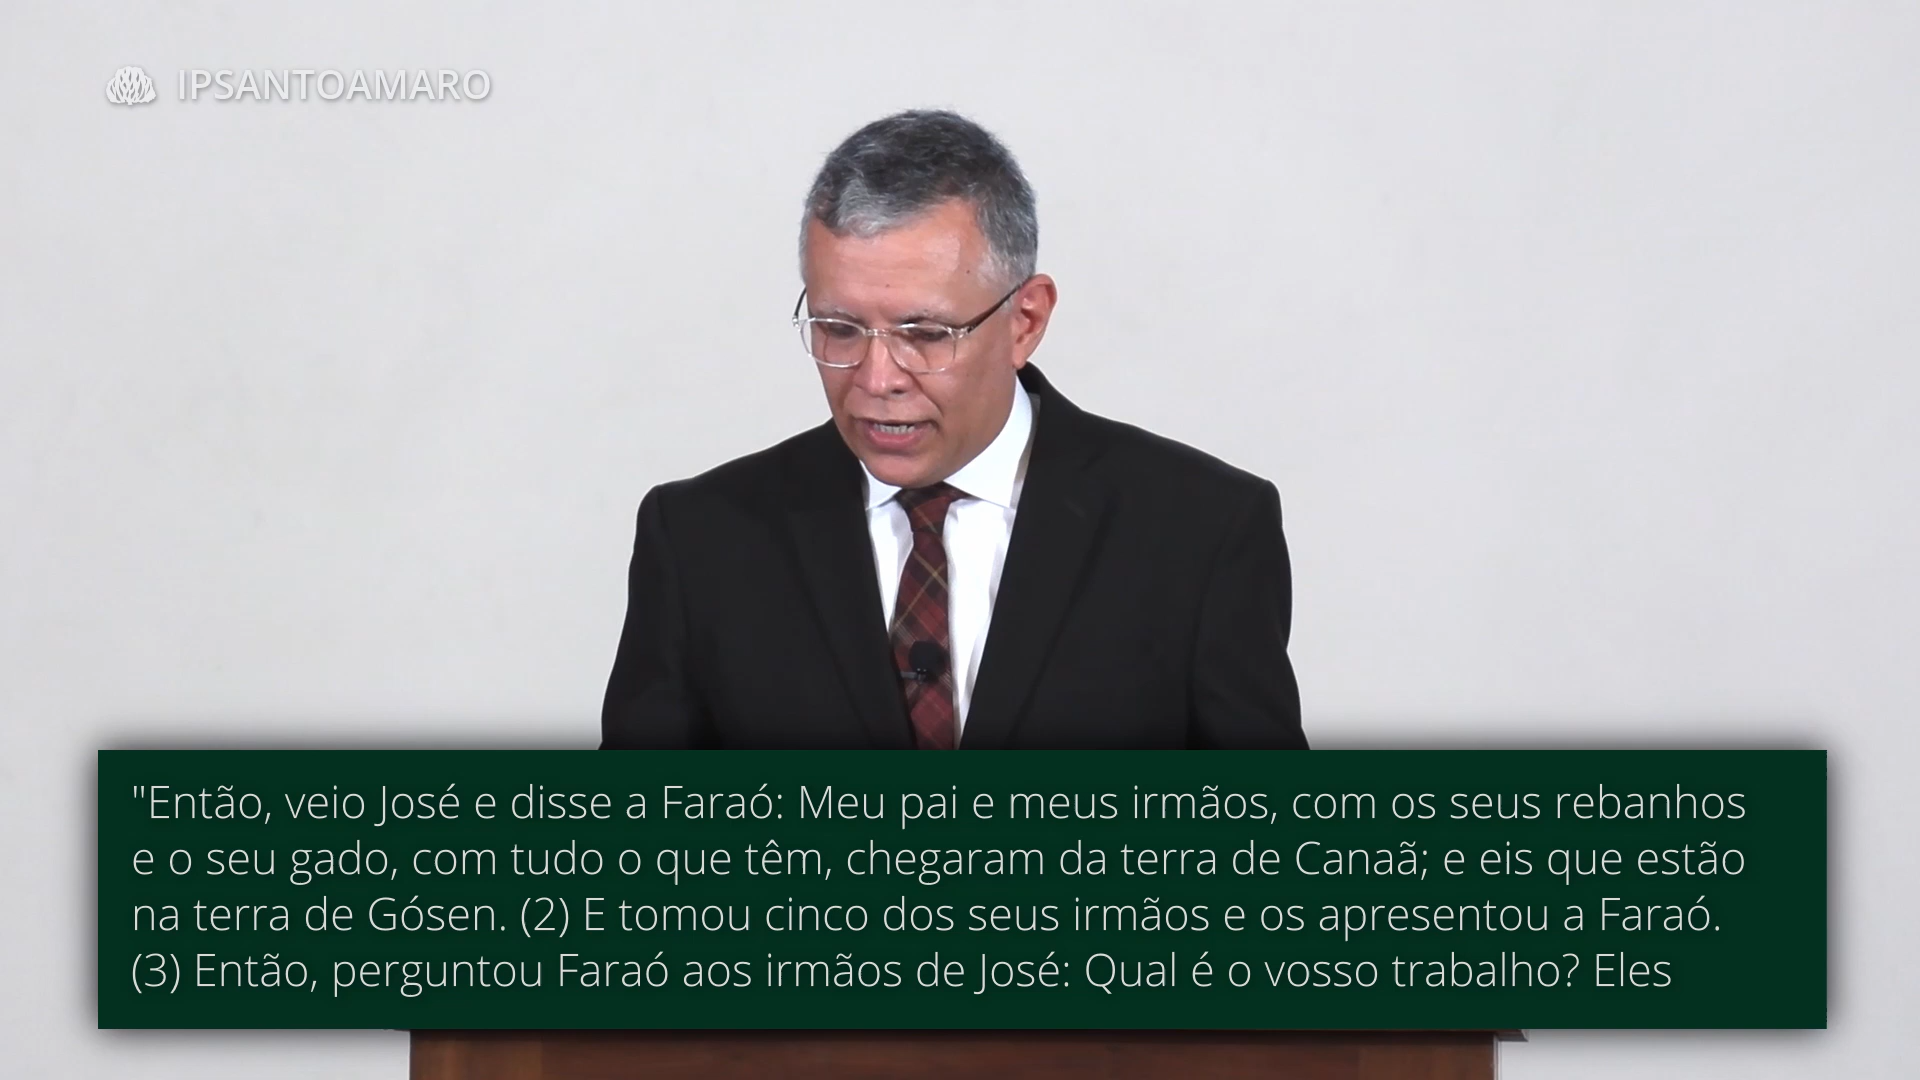 IPSANTOAMARO
"Então, veio José e disse a Faraó: Meu pai e meus irmãos, com os seus rebanhos
e o seu gado, com tudo o que têm, chegaram da terra de Canaã; e eis que estão
na terra de Gósen. (2) E tomou cinco dos seus irmãos e os apresentou a Faraó.
(3) Então, perguntou Faraó aos irmãos de José: Qual é o vosso trabalho? Eles